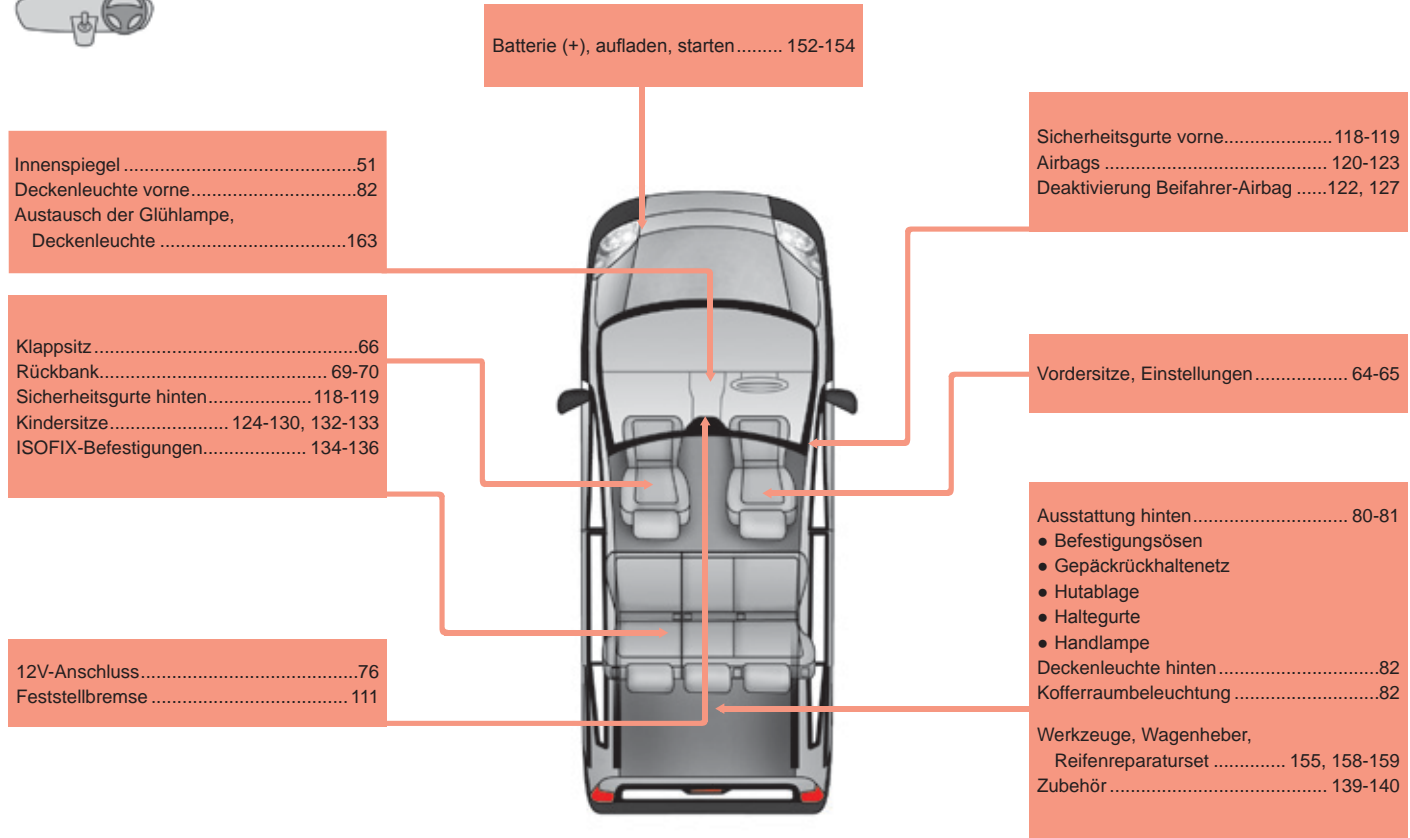 Batterie (+), aufladen, starten......... 152-154
Innenspiegel ...............................................51
Deckenleuchte vorne...................................82
Austausch der Glühlampe,
Deckenleuchte ....................................163
Klappsitz.....................................................66
Rückbank.............................................. 69-70
Sicherheitsgurte hinten.....................118-119
Kindersitze........................ 124-130, 132-133
ISOFIX-Befestigungen..................... 134-136
12V-Anschluss.............................................76
Feststellbremse ...................................... 111
Sicherheitsgurte vorne.....................118-119
Airbags ........................................... 120-123
Deaktivierung Beifahrer-Airbag ......122, 127
Vordersitze, Einstellungen.................. 64-65
Ausstattung hinten.............................. 80-81
● Befestigungsösen
● Gepäckrückhaltenetz
● Hutablage
● Haltegurte
● Handlampe
Deckenleuchte hinten................................82
Kofferraumbeleuchtung ............................82
Werkzeuge, Wagenheber,
Reifenreparaturset .............. 155, 158-159
Zubehör.......................................... 139-140